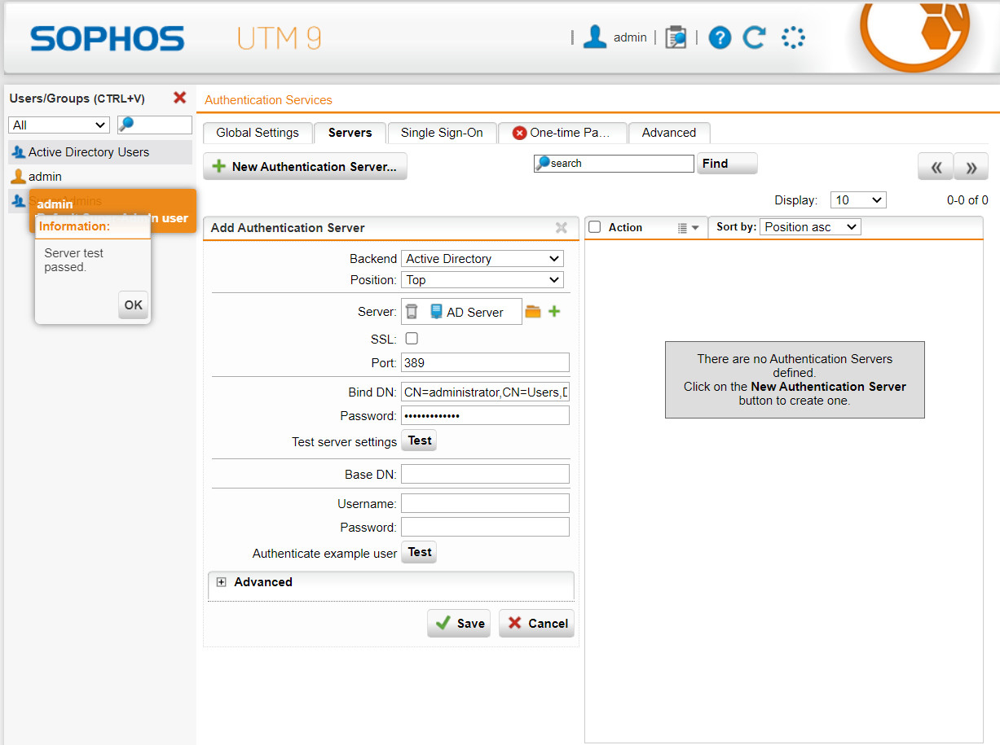 SOPHOS UTM 9
admin
Users/Groups (CTRL+V)
All
Active Directory Users
admin
SuperAdmins
admin
in user
Information:
Server test
passed.
OK
Authentication Services
Global Settings Servers Single Sign-On One-time Pa... Advanced
New Authentication Server...
search Find
Display: 10 0-0 of 0
Add Authentication Server
Backend Active Directory
Position: Top
Server: AD Server
SSL:
Port: 389
Bind DN: CN=administrator,CN=Users,D
Password: •••••••••••••
Test server settings Test
Base DN:
Username:
Password:
Authenticate example user Test
Advanced
Save Cancel
Action Sort by: Position asc
There are no Authentication Servers
defined.
Click on the New Authentication Server
button to create one.